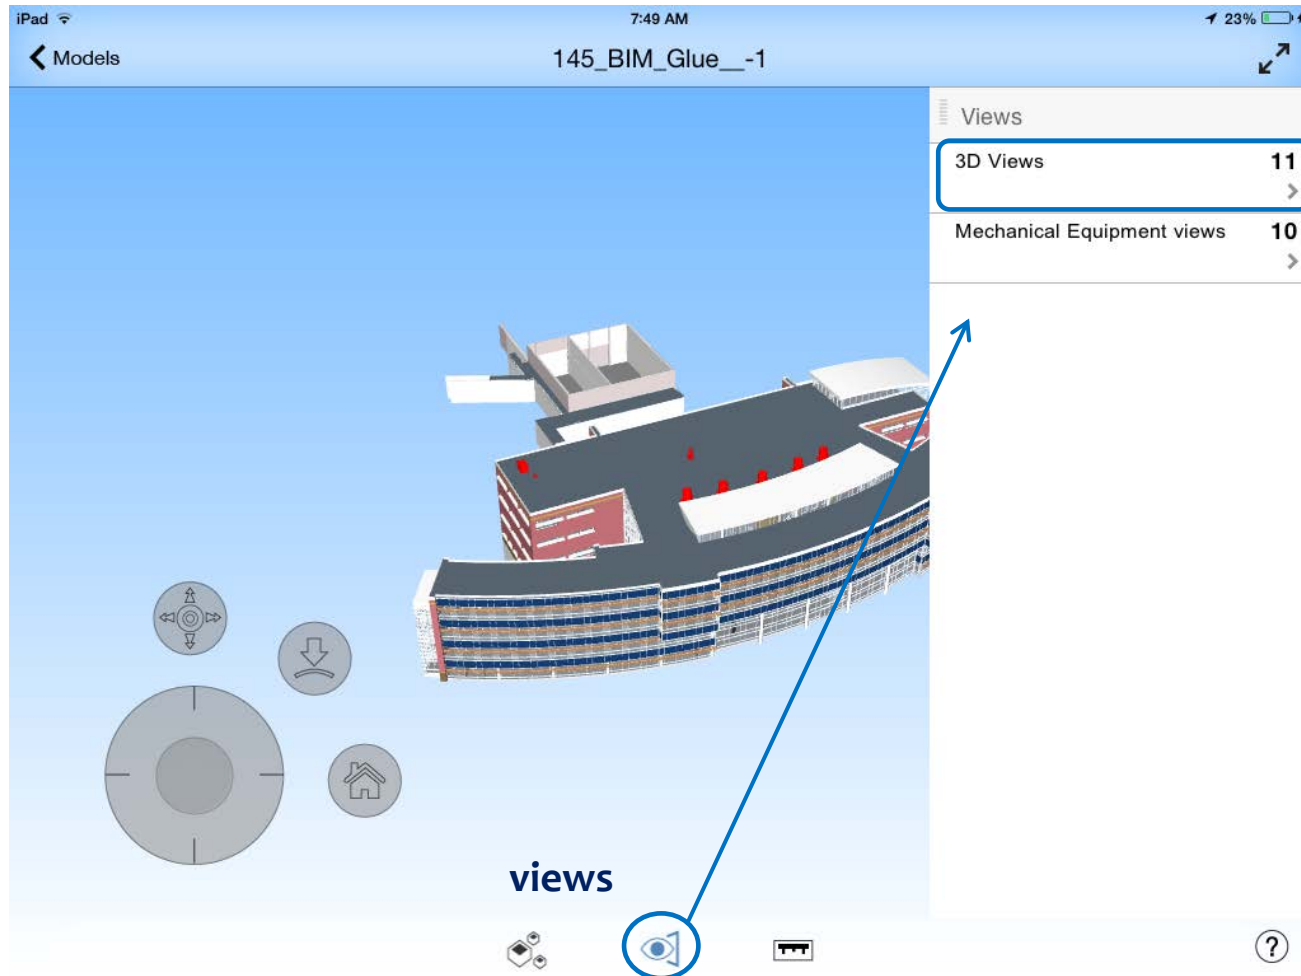 iPad 7:49 AM 23%
Models 145_BIM_Glue__-1
Views
3D Views 11
Mechanical Equipment views 10
views
?